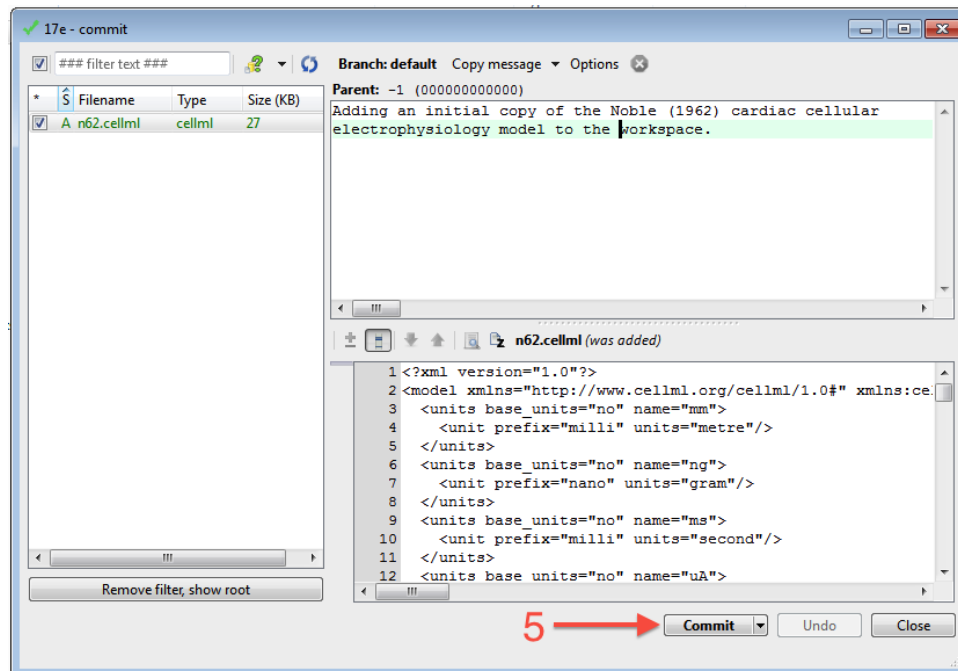 17e - commit
### filter text ###
Branch: default Copy message Options
Parent: -1 (000000000000)
* S Filename Type Size (KB)
A n62.cellml cellml 27
Adding an initial copy of the Noble (1962) cardiac cellular
electrophysiology model to the workspace.
n62.cellml (was added)
1 <?xml version="1.0"?>
2 <model xmlns="http://www.cellml.org/cellml/1.0#" xmlns:ce
3 <units base_units="no" name="mm">
4 <unit prefix="milli" units="metre"/>
5 </units>
6 <units base_units="no" name="ng">
7 <unit prefix="nano" units="gram"/>
8 </units>
9 <units base_units="no" name="ms">
10 <unit prefix="milli" units="second"/>
11 </units>
12 <units base_units="no" name="uA">
Remove filter, show root
5
Commit Undo Close